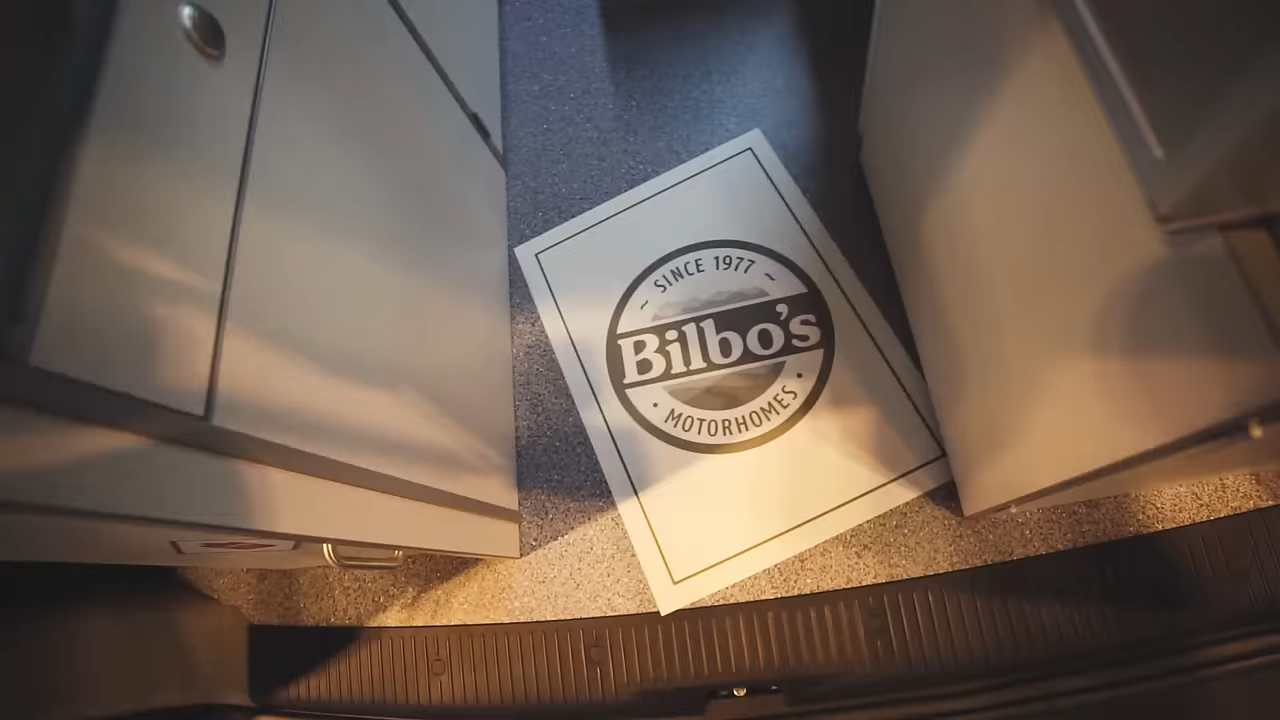 ~ SINCE 1977 ~
Bilbo's
• MOTORHOMES •